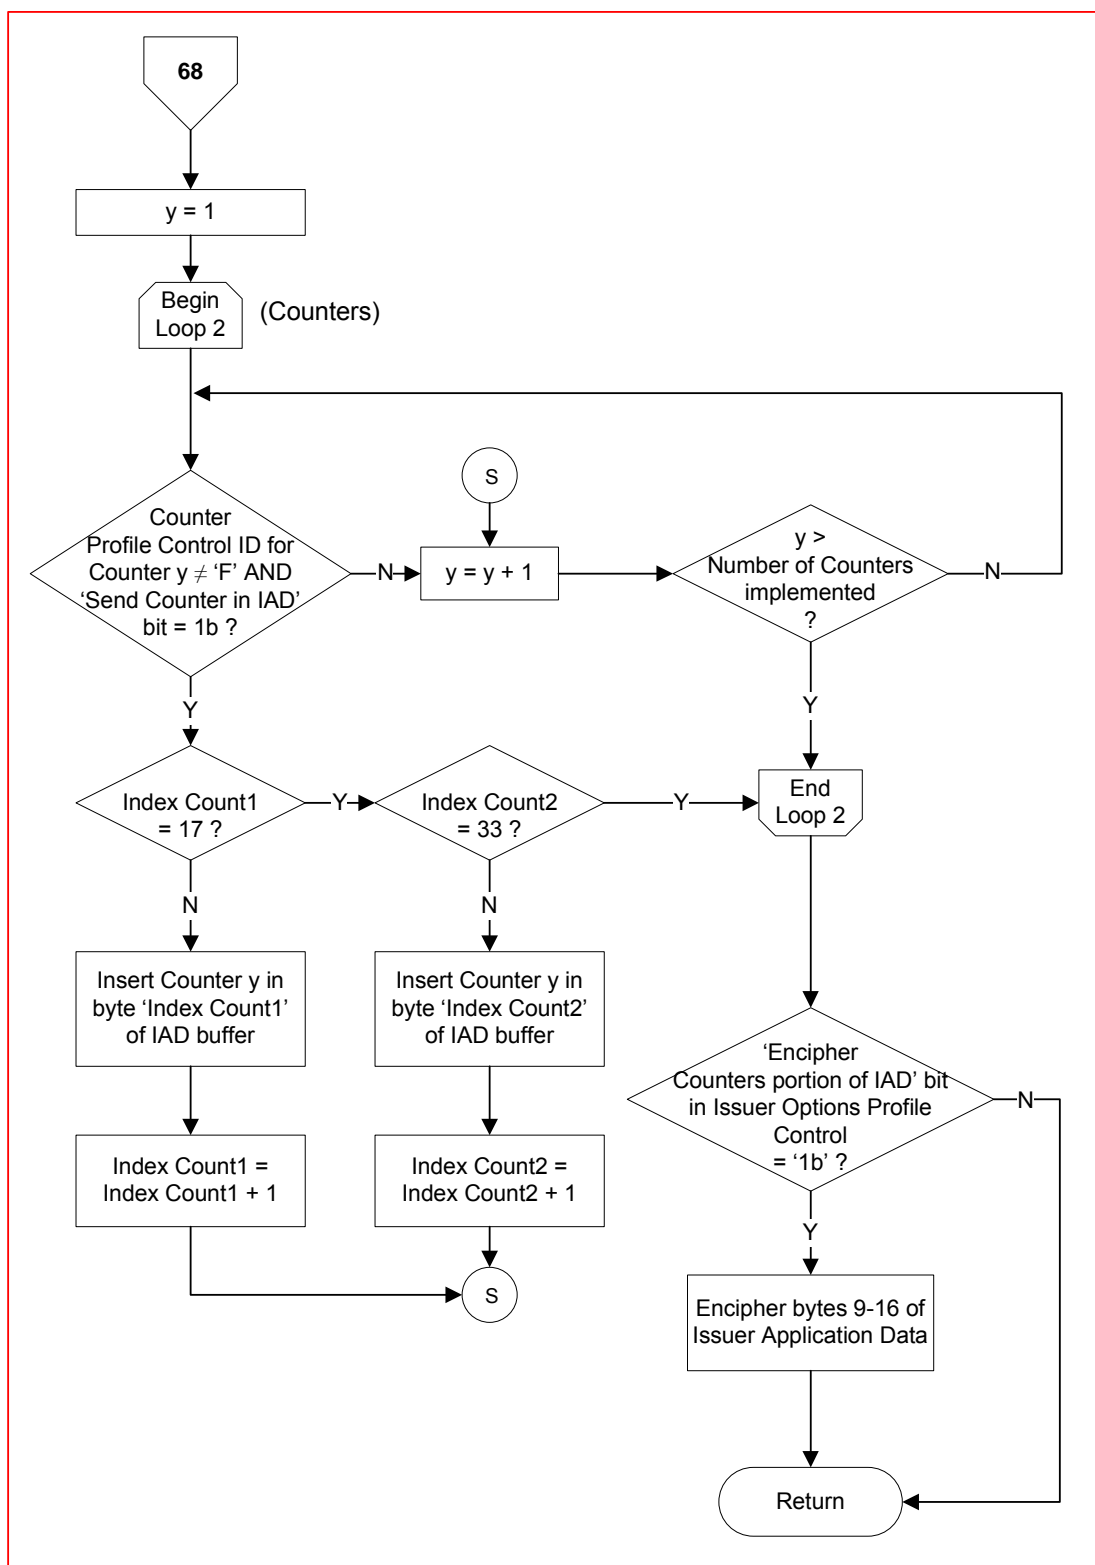 68
y = 1
Begin
Loop 2
(Counters)
S
Counter
Profile Control ID for
Counter y ≠ ‘F’ AND
‘Send Counter in IAD’
bit = 1b ?
N
y = y + 1
y >
Number of Counters
implemented
?
N
Y
Y
Index Count1
= 17 ?
Y
Index Count2
= 33 ?
Y
End
Loop 2
N
N
Insert Counter y in
byte ‘Index Count1’
of IAD buffer
Insert Counter y in
byte ‘Index Count2’
of IAD buffer
‘Encipher
Counters portion of IAD’ bit
in Issuer Options Profile
Control
= ‘1b’ ?
N
Index Count1 =
Index Count1 + 1
Index Count2 =
Index Count2 + 1
Y
S
Encipher bytes 9-16 of
Issuer Application Data
Return